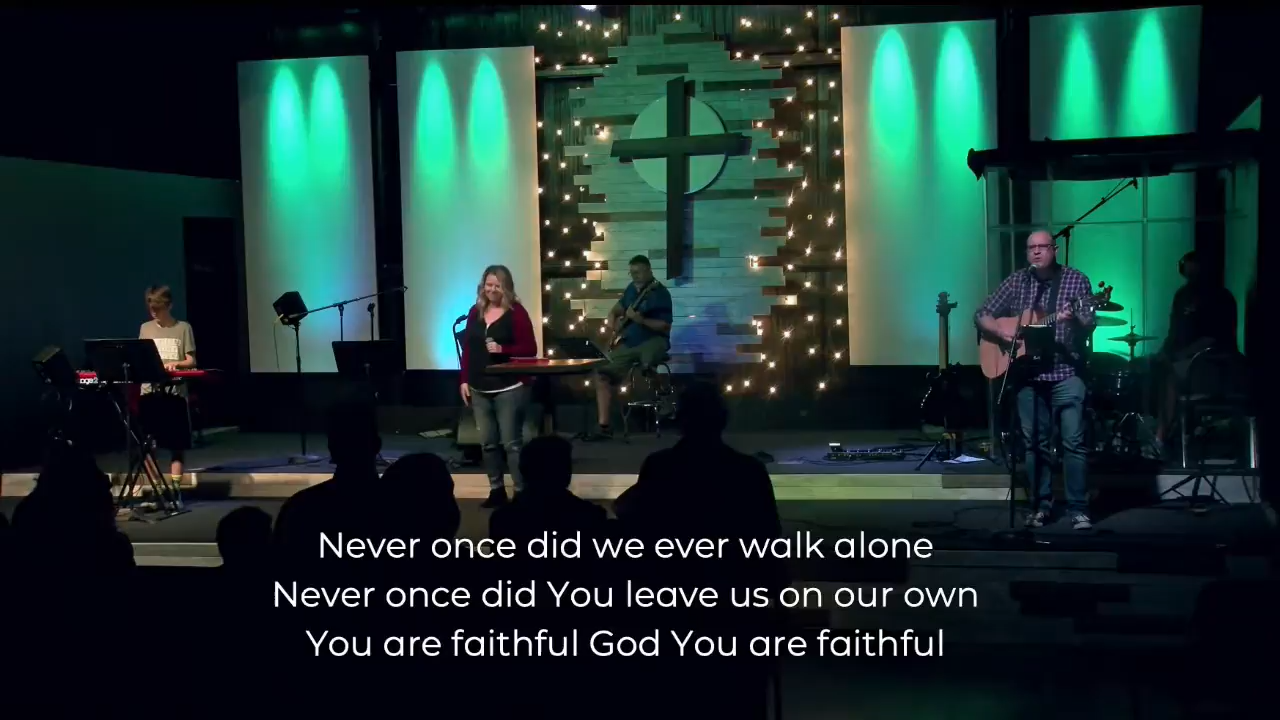 Never once did we ever walk alone
Never once did You leave us on our own
You are faithful God You are faithful